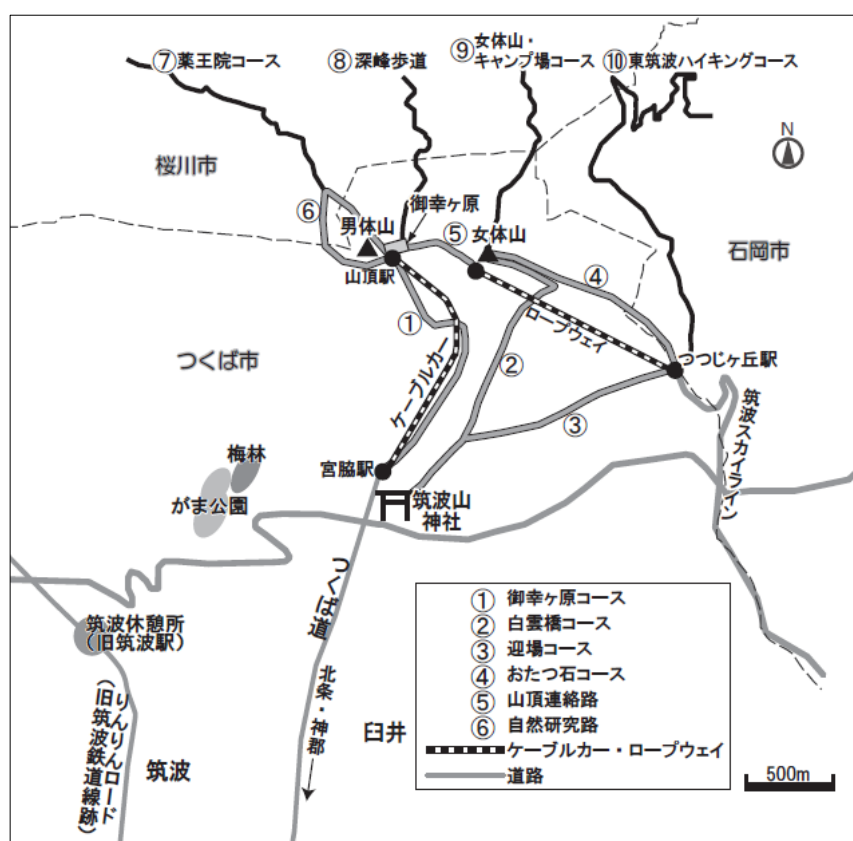 ⑦薬王院コース
⑧深峰歩道
⑨女体山・
キャンプ場コース
⑩東筑波ハイキングコース
N
桜川市
御幸ヶ原
⑥
男体山
⑤
女体山
石岡市
山頂駅
④
①
ロープウェイ
つくば市
②
つつじヶ丘駅
ケーブルカー
③
筑波スカイライン
梅林
宮脇駅
がま公園
筑波山
神社
つくば道
筑波休憩所
(旧筑波駅)
北条・神郡
臼井
りんりんロード
(旧筑波鉄道線跡)
筑波
① 御幸ヶ原コース
② 白雲橋コース
③ 迎場コース
④ おたつ石コース
⑤ 山頂連絡路
⑥ 自然研究路
ケーブルカー・ロープウェイ
道路
500m